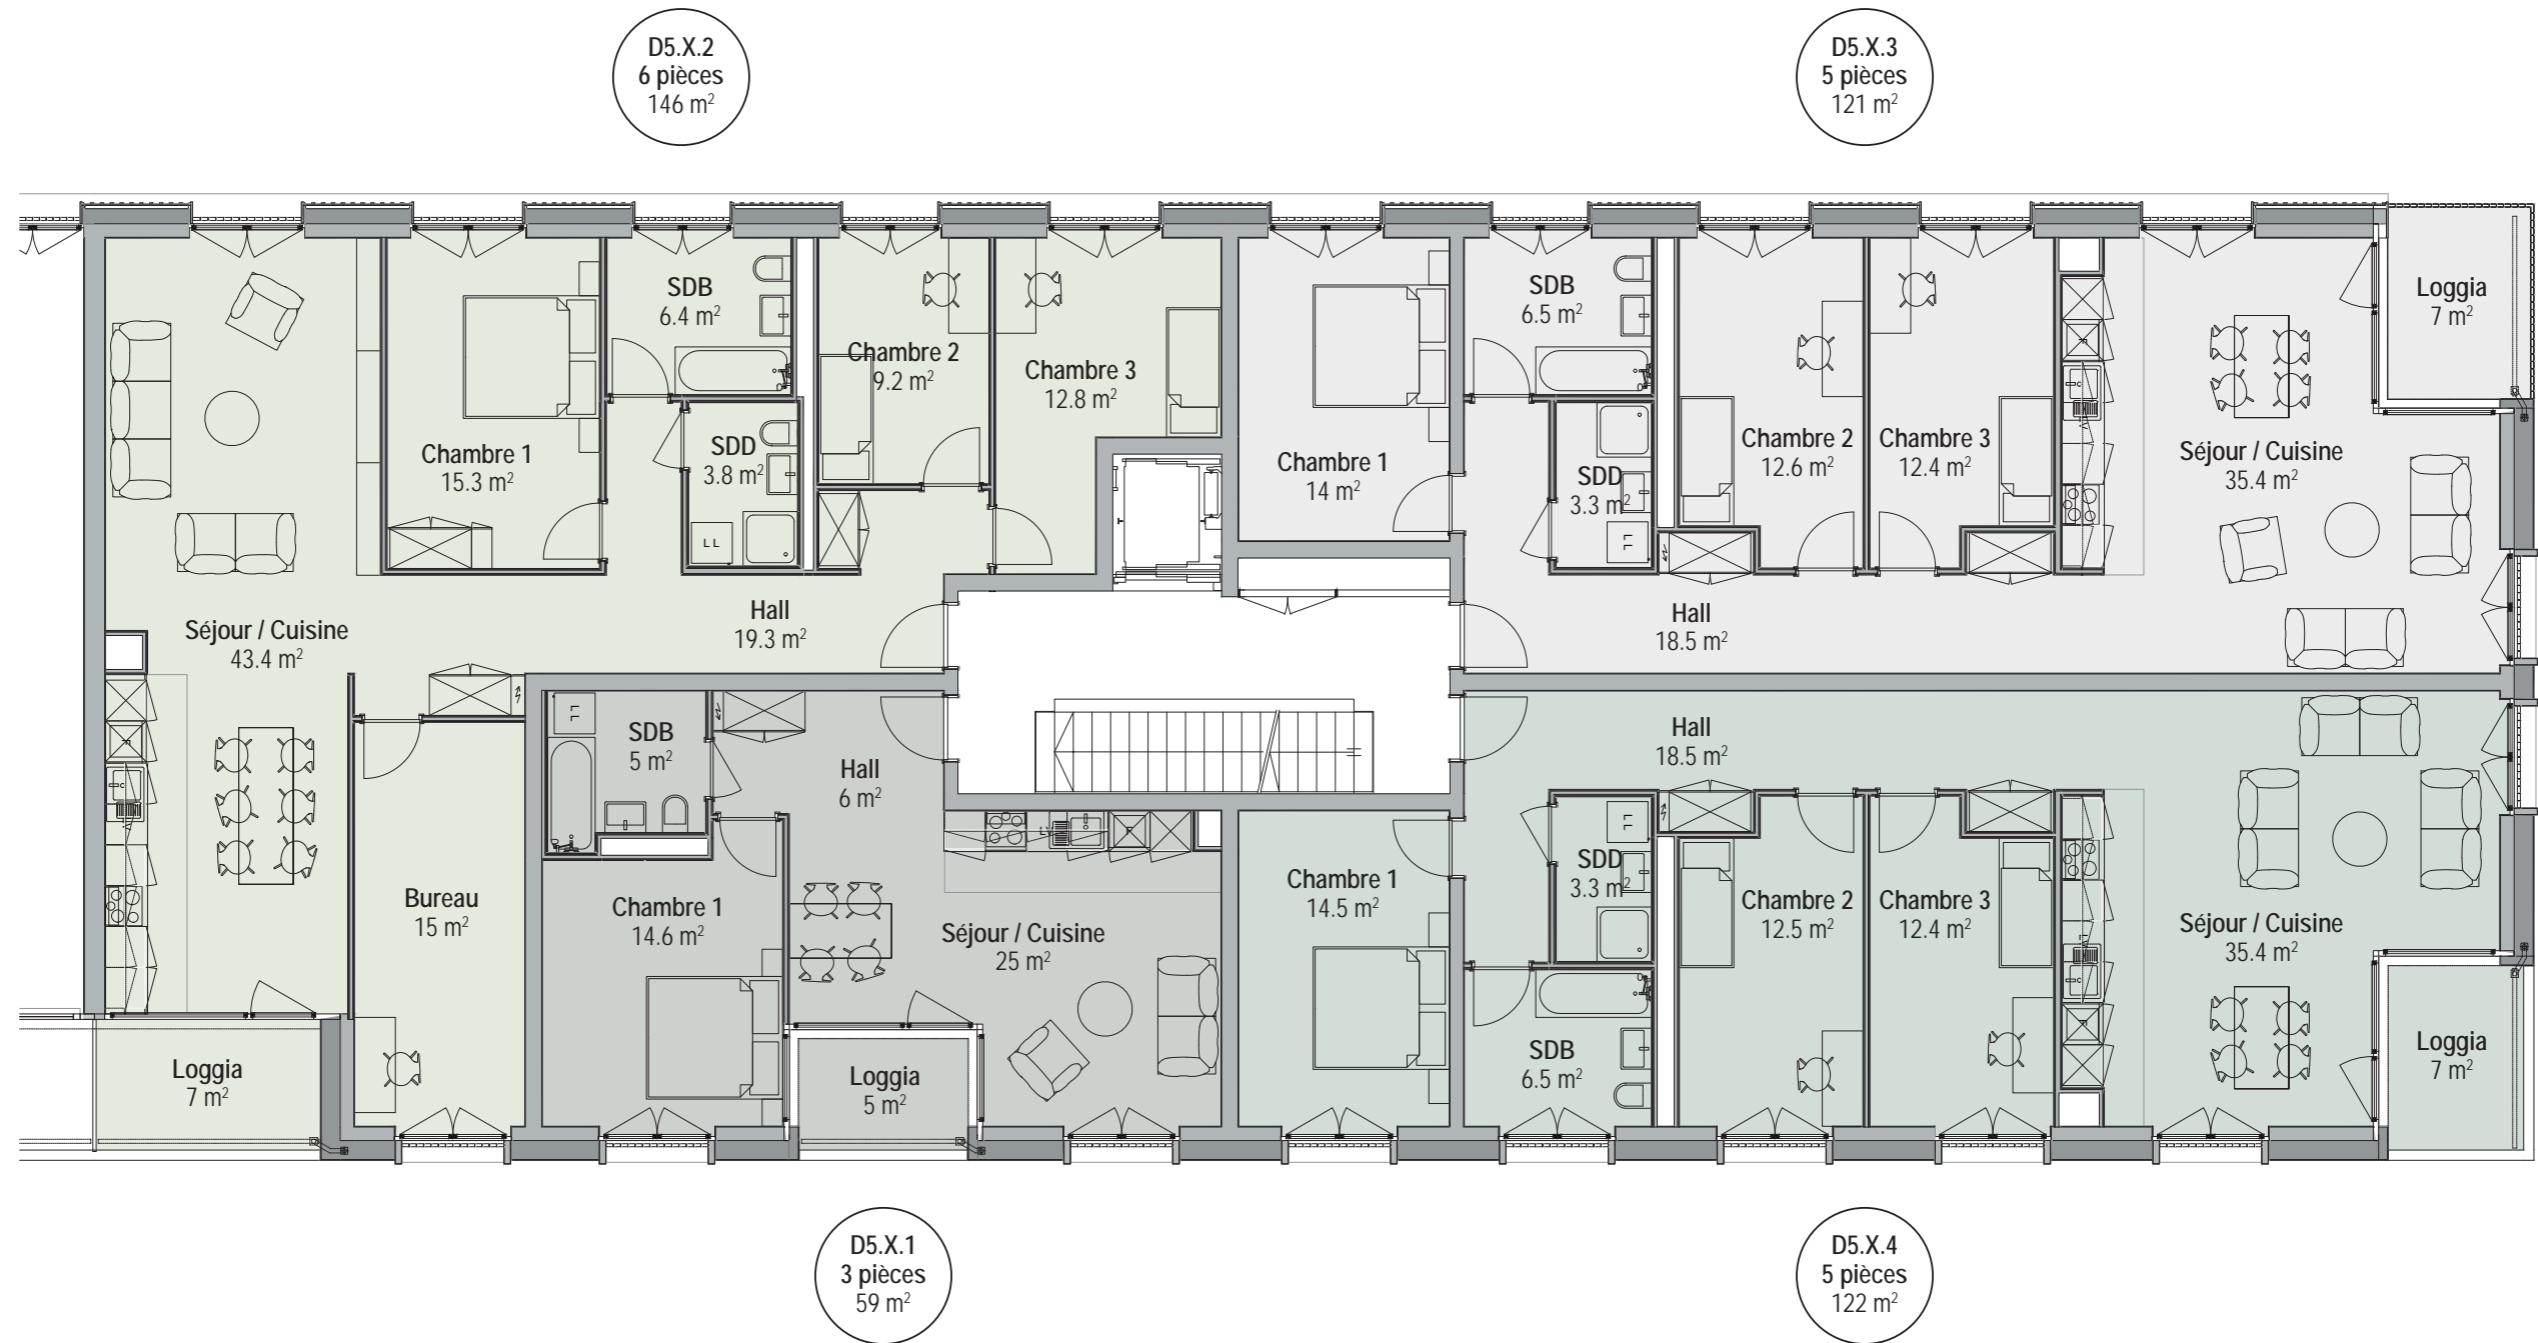 D5.X.2
6 pièces
146 m²
D5.X.3
5 pièces
121 m²
SDB
6.4 m²
Chambre 2
9.2 m²
Chambre 3
12.8 m²
Chambre 1
15.3 m²
SDD
3.8 m²
LL
Séjour / Cuisine
43.4 m²
Hall
19.3 m²
Bureau
15 m²
Loggia
7 m²
Chambre 1
14 m²
SDB
6.5 m²
SDD
3.3 m²
LL
Chambre 2
12.6 m²
Chambre 3
12.4 m²
Séjour / Cuisine
35.4 m²
Loggia
7 m²
Hall
18.5 m²
LL
SDB
5 m²
Hall
6 m²
Chambre 1
14.6 m²
Séjour / Cuisine
25 m²
Loggia
5 m²
Hall
18.5 m²
Chambre 1
14.5 m²
LL
SDD
3.3 m²
SDB
6.5 m²
Chambre 2
12.5 m²
Chambre 3
12.4 m²
Séjour / Cuisine
35.4 m²
Loggia
7 m²
D5.X.1
3 pièces
59 m²
D5.X.4
5 pièces
122 m²